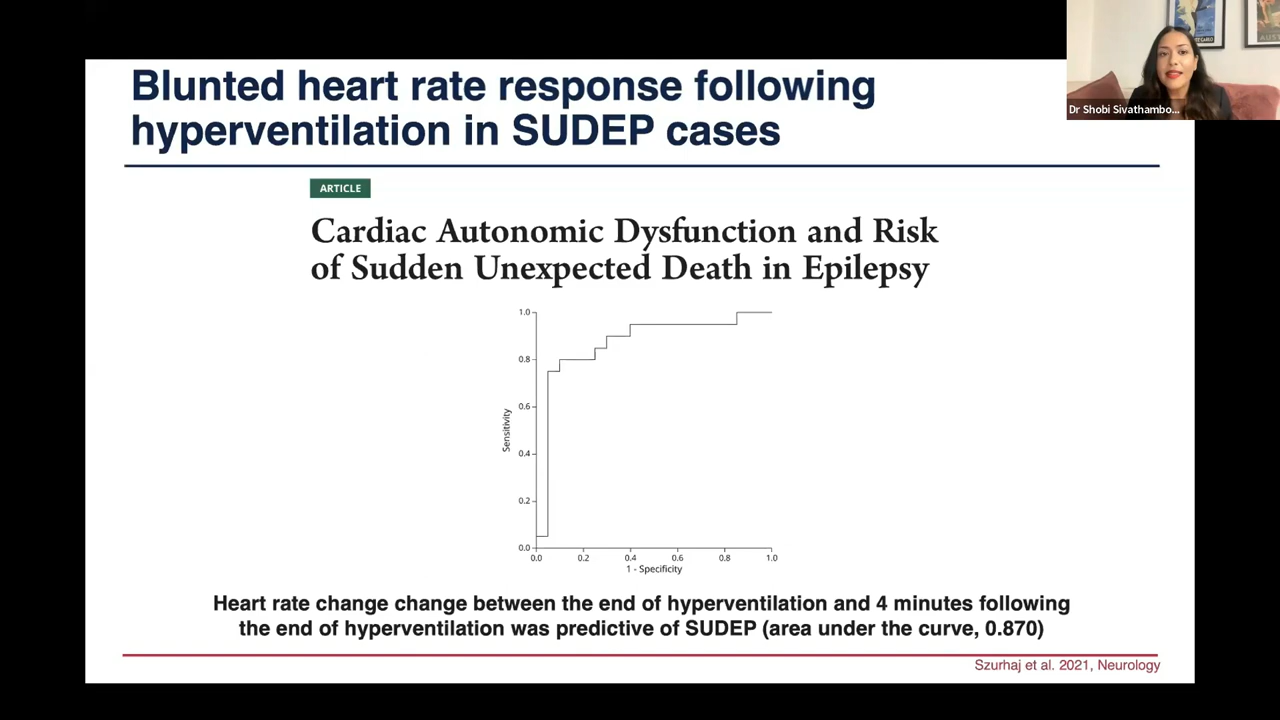 Blunted heart rate response following
hyperventilation in SUDEP cases
Dr Shobi Sivathambo...
ARTICLE
Cardiac Autonomic Dysfunction and Risk
of Sudden Unexpected Death in Epilepsy
1.0
0.8
0.6
0.4
0.2
0.0
Sensitivity
0.0 0.2 0.4 0.6 0.8 1.0
1 - Specificity
Heart rate change change between the end of hyperventilation and 4 minutes following
the end of hyperventilation was predictive of SUDEP (area under the curve, 0.870)
Szurhaj et al. 2021, Neurology